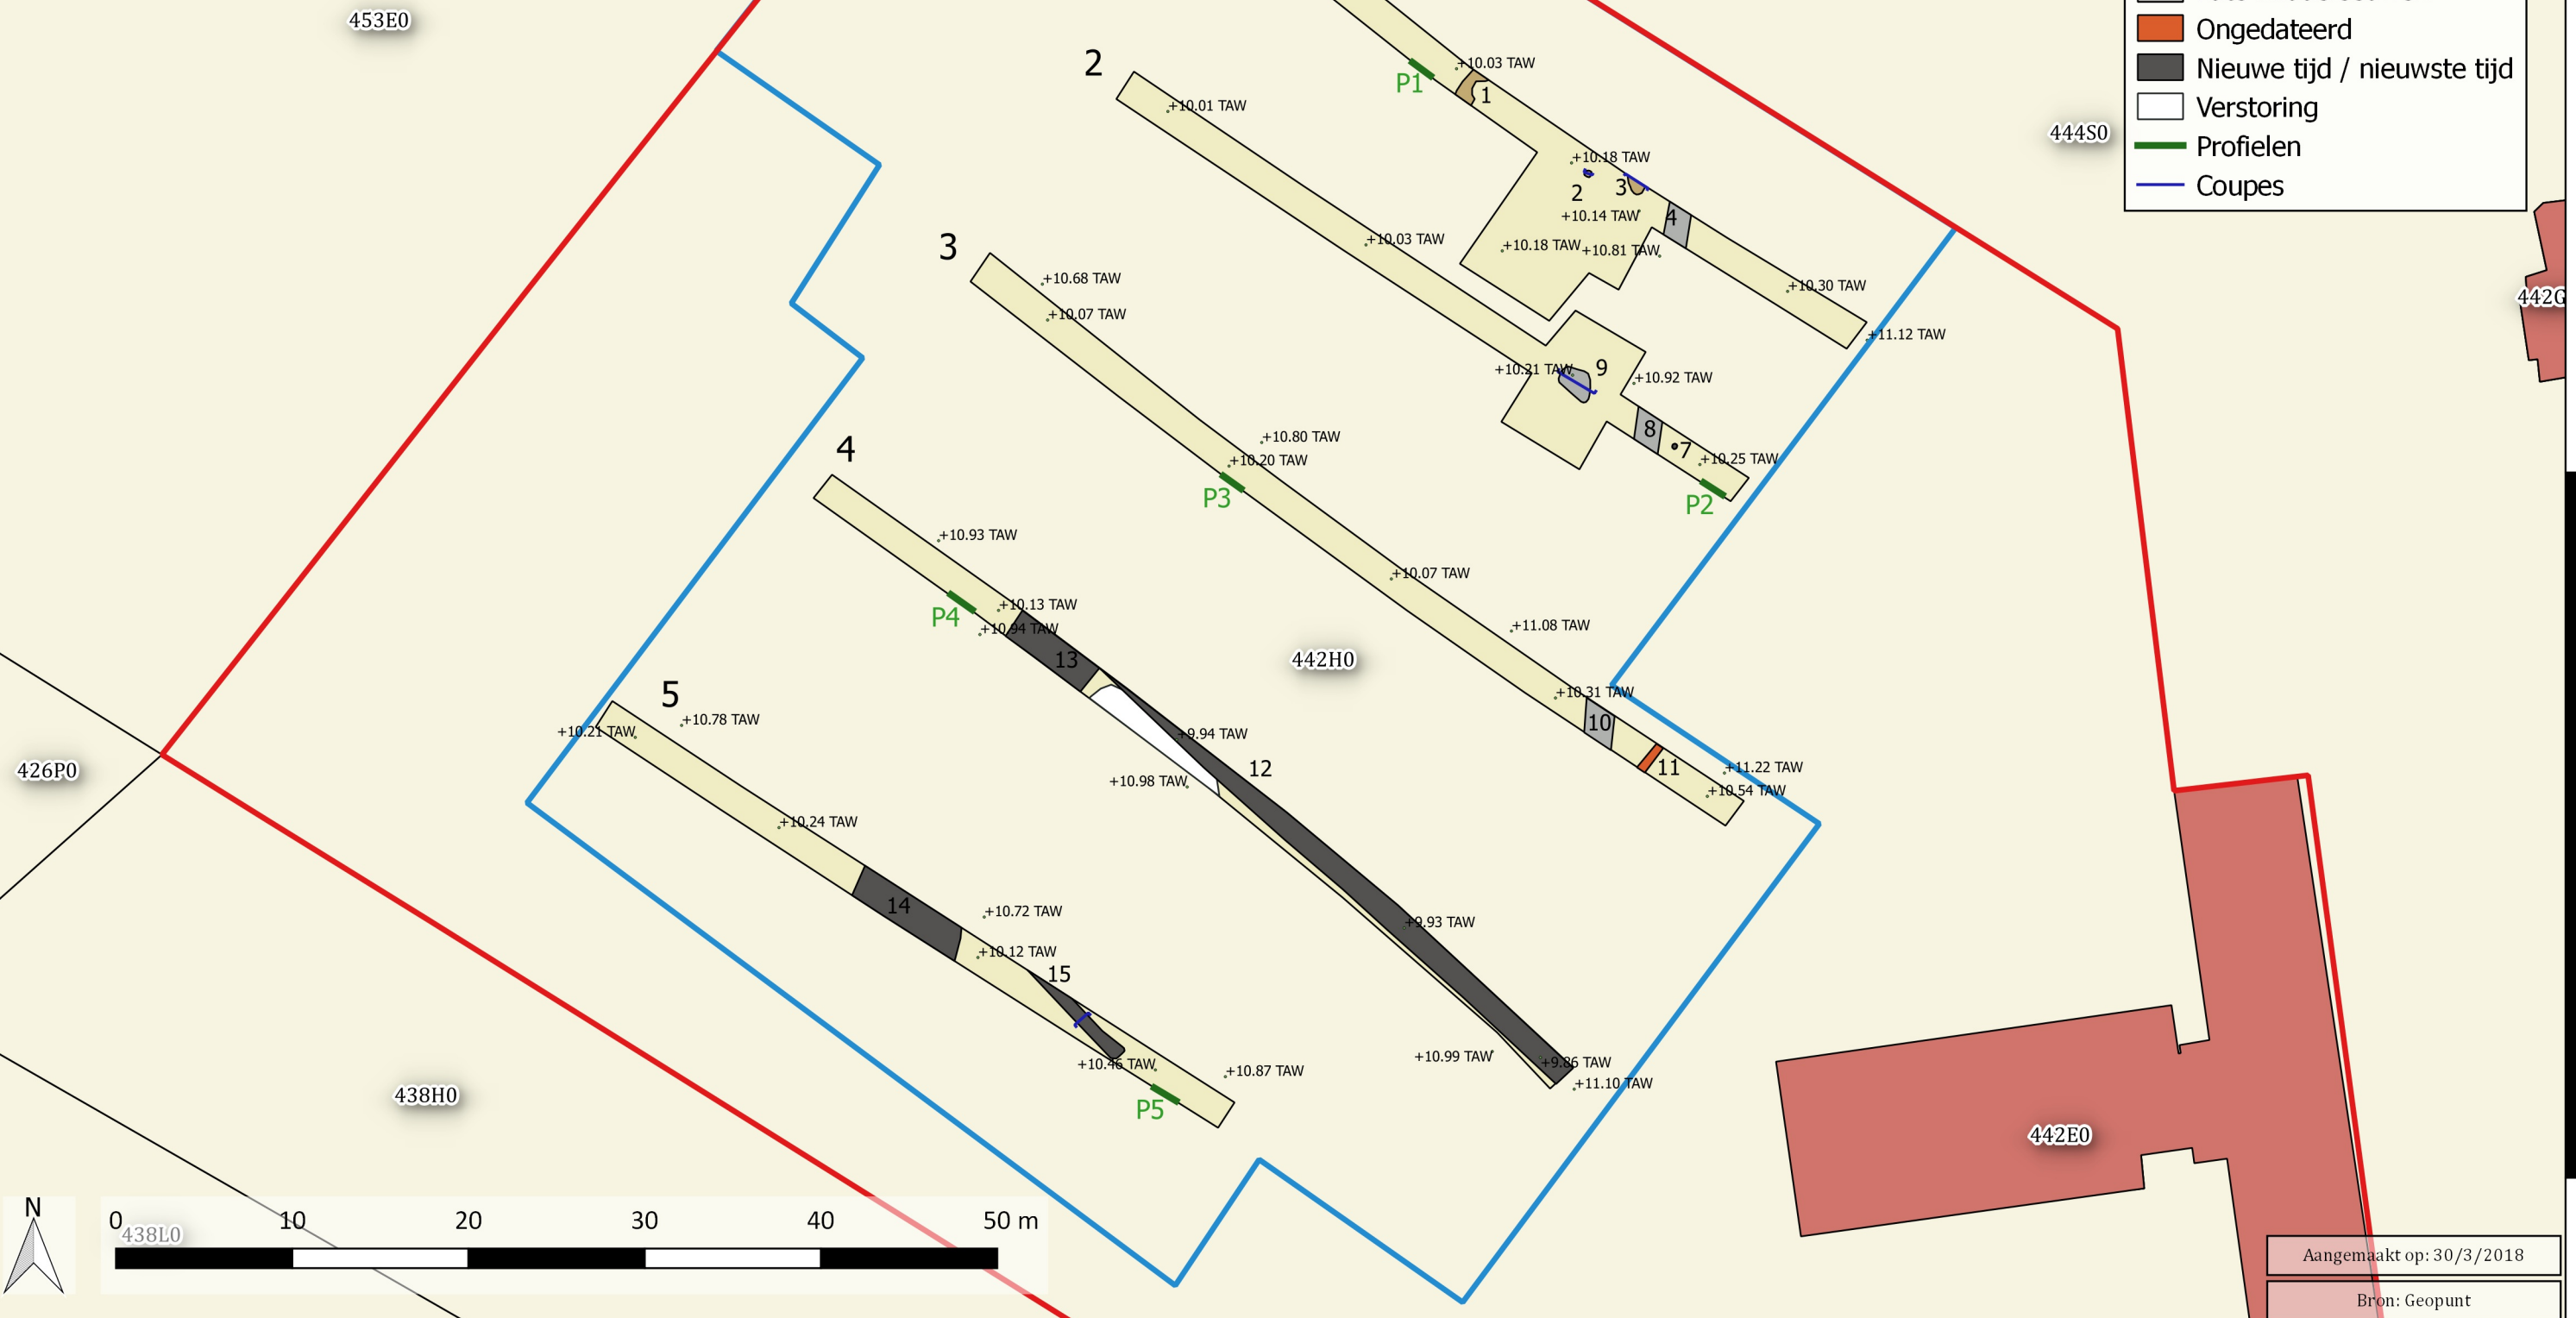 453E0
Ongedateerd
Nieuwe tijd / nieuwste tijd
Verstoring
Profielen
Coupes
444S0
442G
2
+10.01 TAW
+10.03 TAW
P1
+10.03 TAW
1
+10.18 TAW
2
3
+10.14 TAW
4
+10.18 TAW
+10.81 TAW
+10.30 TAW
+11.12 TAW
3
+10.68 TAW
+10.07 TAW
+10.21 TAW
9
+10.92 TAW
8
7
+10.25 TAW
P2
+10.80 TAW
+10.20 TAW
P3
4
+10.93 TAW
+10.07 TAW
+11.08 TAW
P4
+10.13 TAW
+10.94 TAW
13
442H0
+10.31 TAW
10
11
+11.22 TAW
+10.54 TAW
5
+10.78 TAW
+10.21 TAW
+9.94 TAW
12
+10.98 TAW
426P0
+10.24 TAW
14
+10.72 TAW
+10.12 TAW
15
+9.93 TAW
+10.46 TAW
+10.87 TAW
P5
+10.99 TAW
+9.86 TAW
+11.10 TAW
438H0
442E0
N
0 10 20 30 40 50 m
438L0
Aangemaakt op: 30/3/2018
Bron: Geopunt